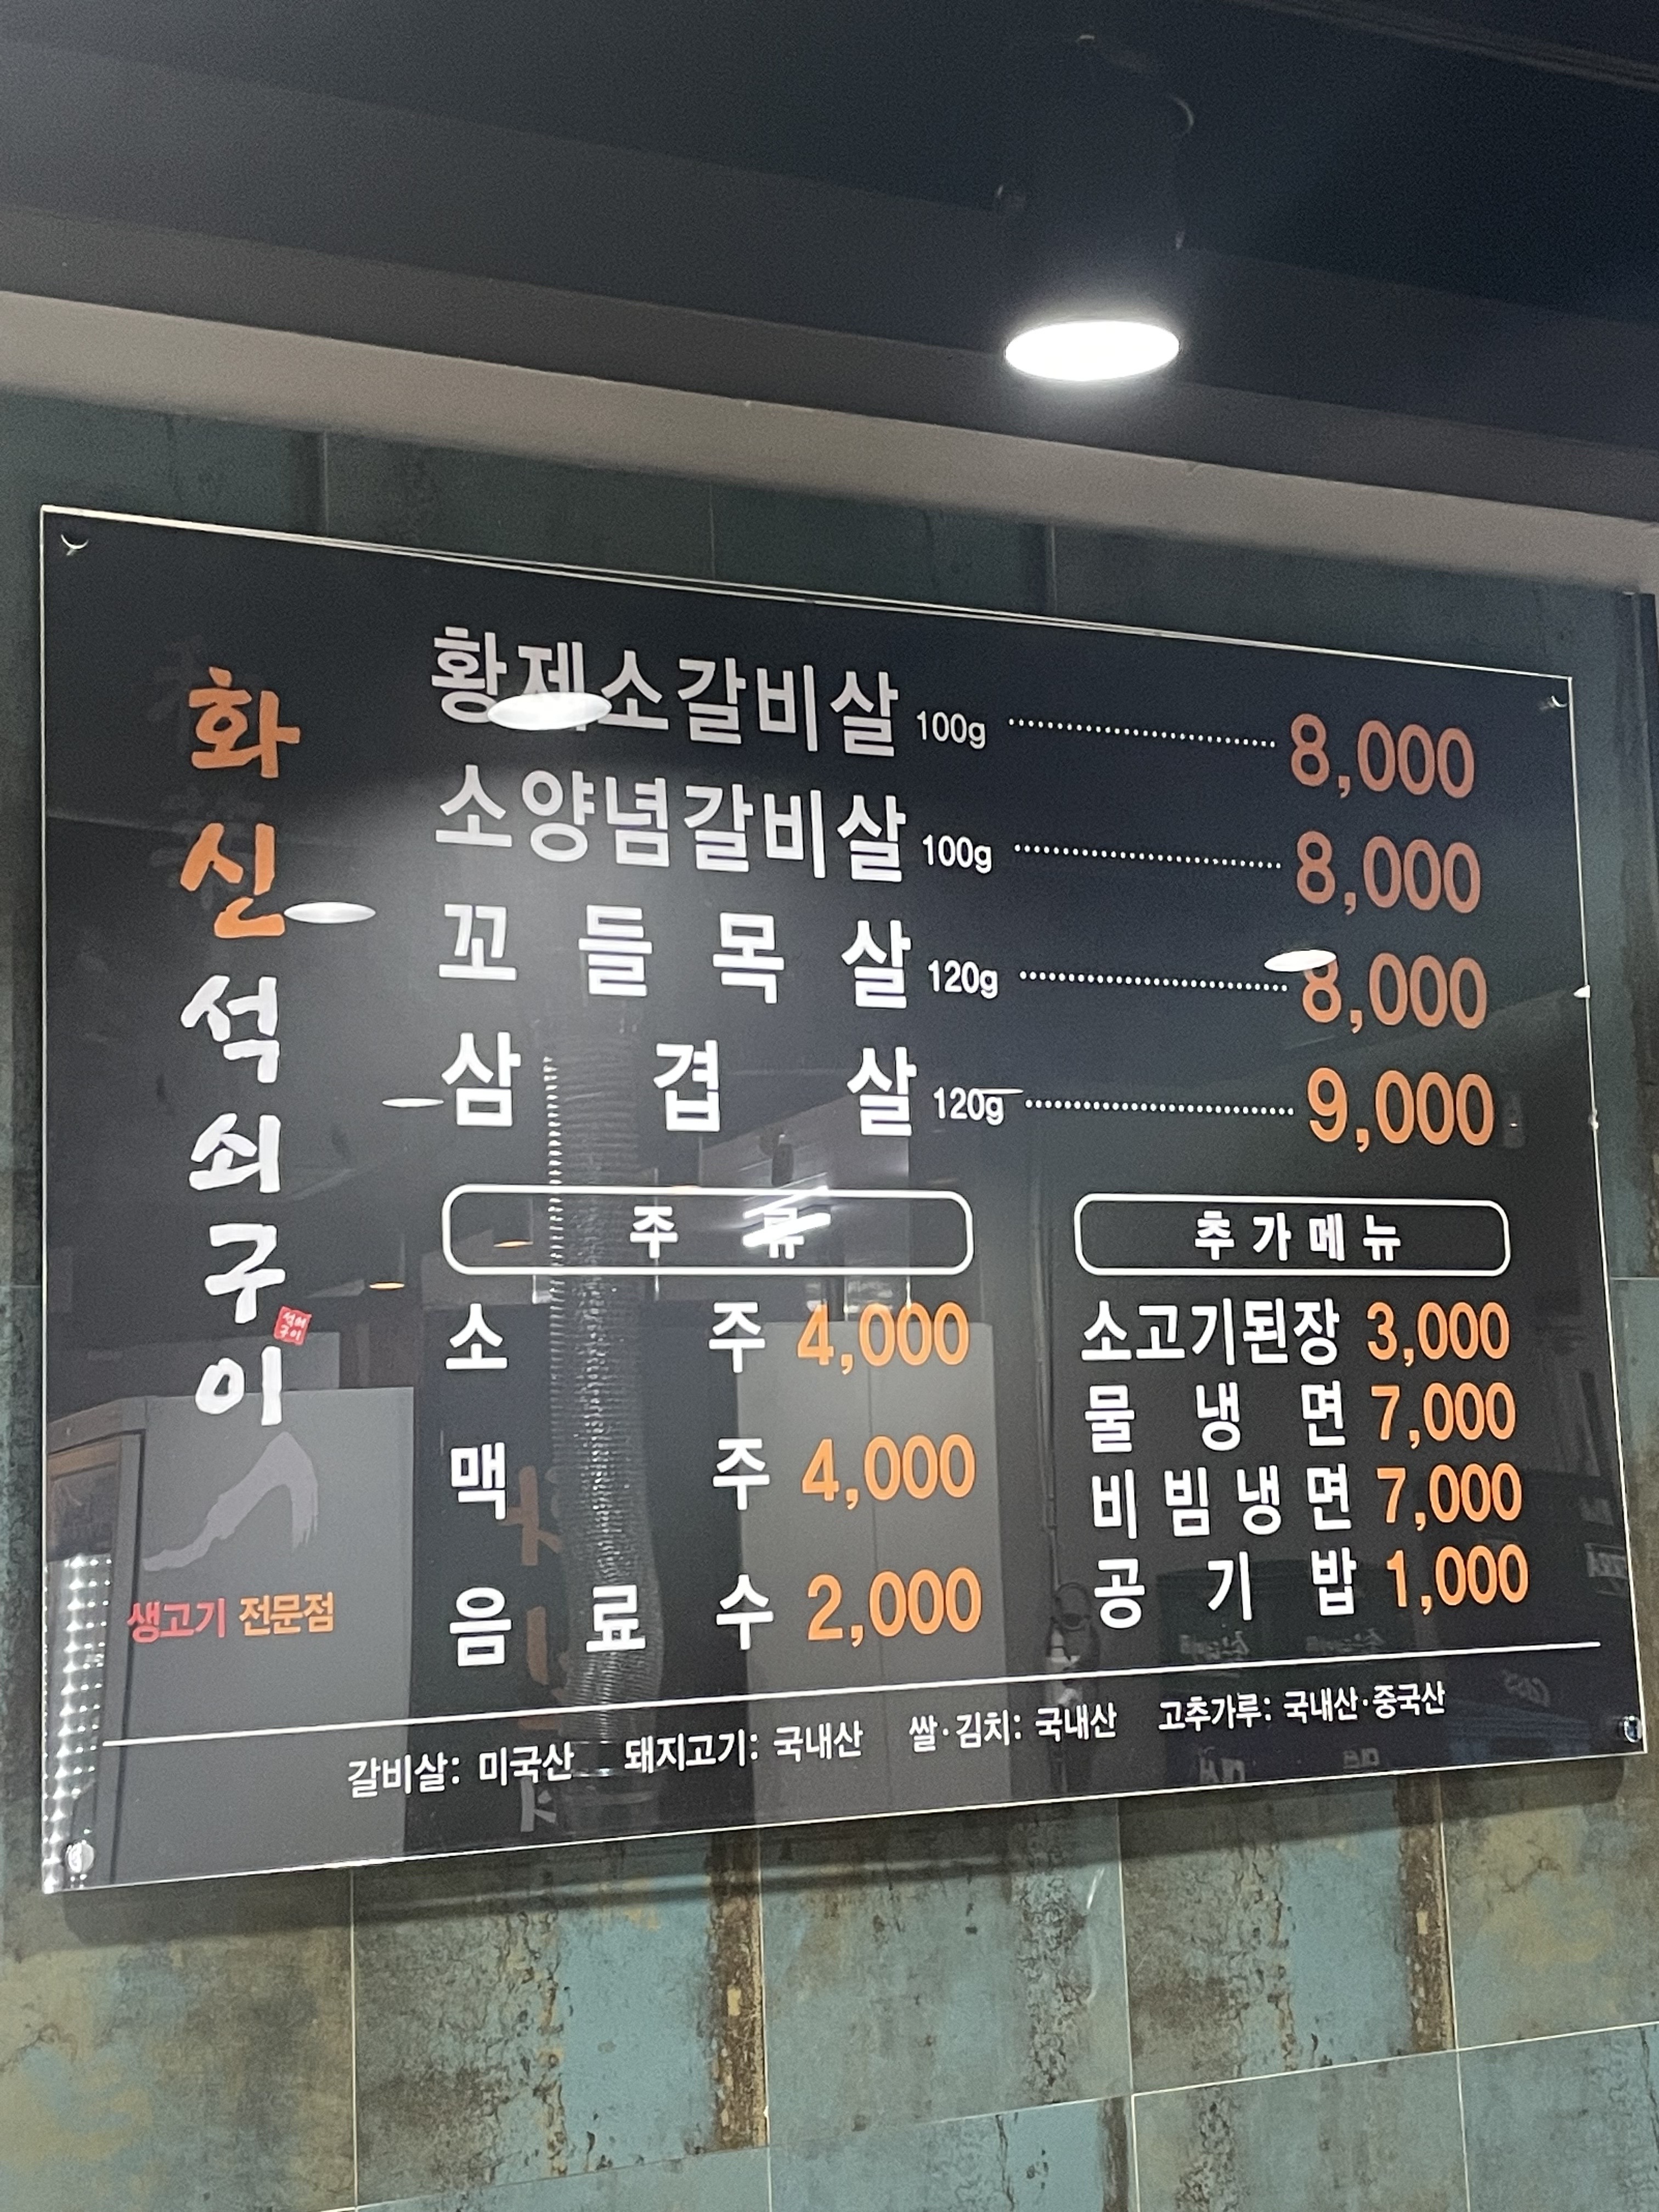 화신석쇠구이
생고기 전문점
황제소갈비살 100g 8,000
소양념갈비살 100g 8,000
꼬들목살 120g 8,000
삼겹살 120g 9,000
주류
소주 4,000
맥주 4,000
음료수 2,000
추가메뉴
소고기된장 3,000
물냉면 7,000
비빔냉면 7,000
공기밥 1,000
갈비살: 미국산 돼지고기: 국내산 쌀·김치: 국내산 고추가루: 국내산·중국산